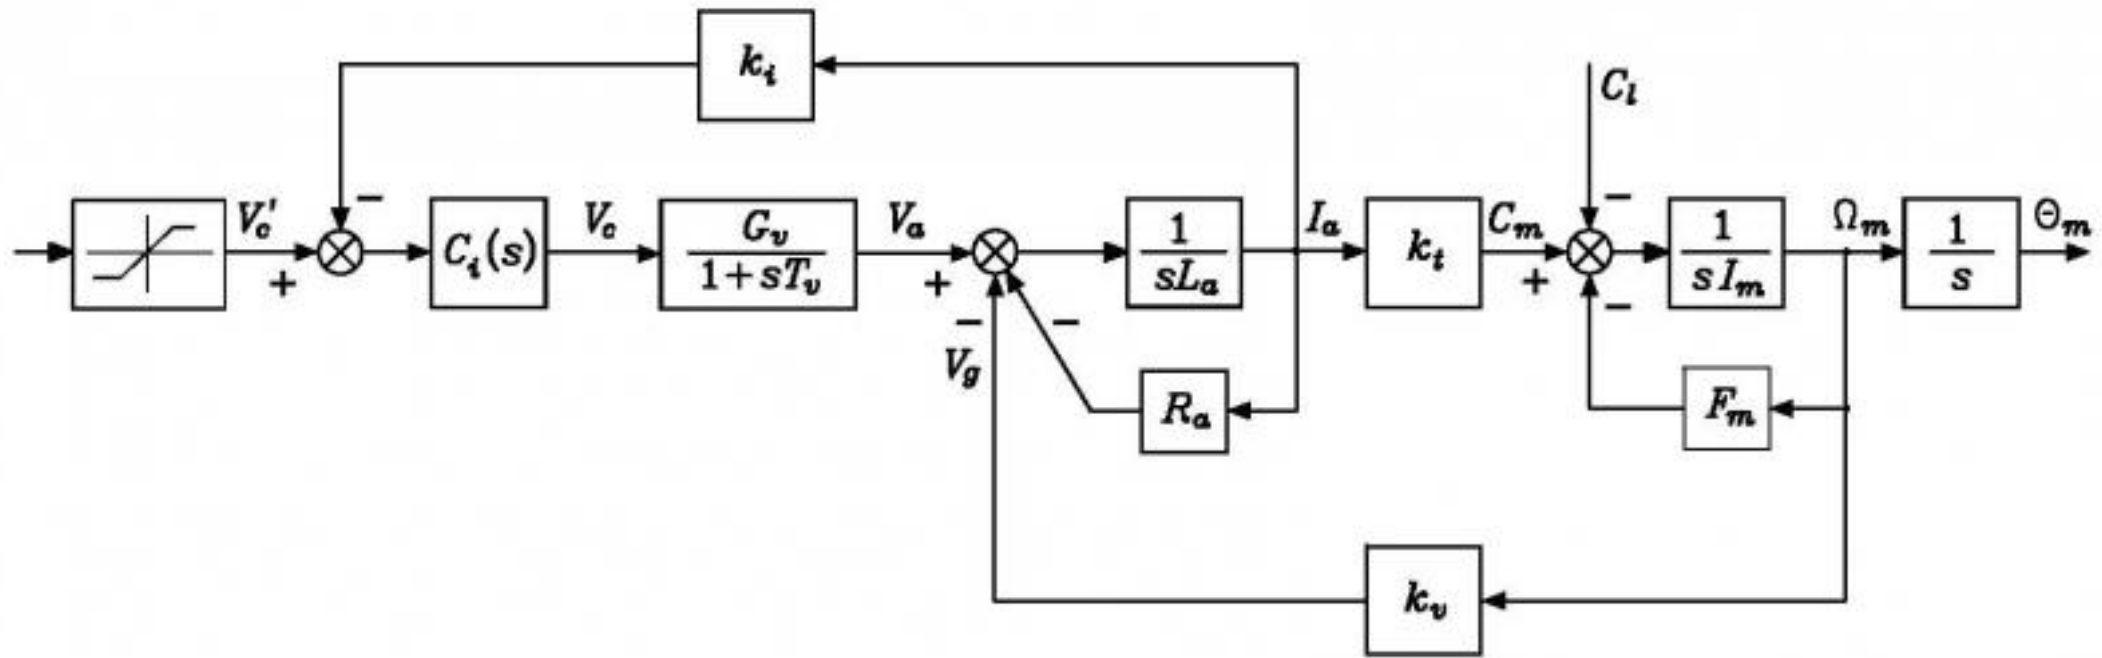 k_i
C_l
V_c' − C_i(s) V_c G_v V_a 1 I_a k_t C_m − 1 Ω_m 1 Θ_m
+ 1+sT_v + sL_a + sI_m s
− − −
V_g R_a F_m
k_v